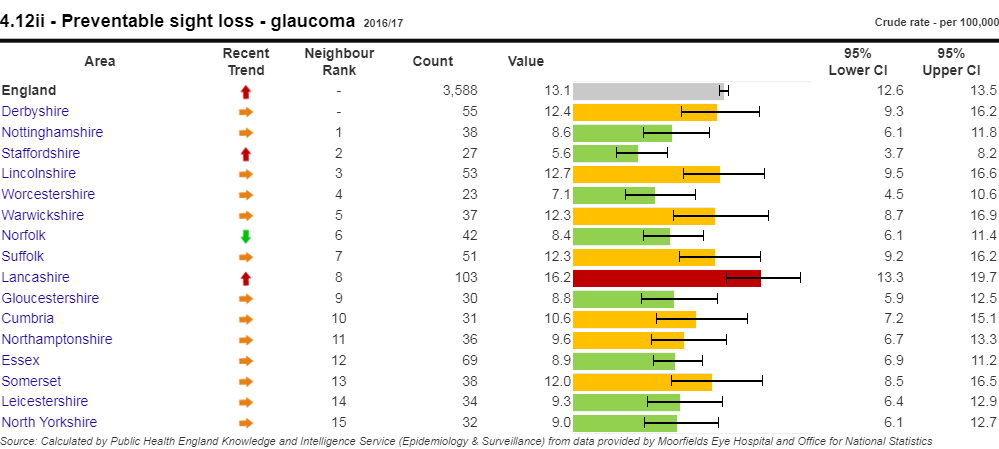 4.12ii - Preventable sight loss - glaucoma 2016/17 Crude rate - per 100,000
Area Recent Trend Neighbour Rank Count Value 95% Lower CI 95% Upper CI
England - 3,588 13.1 12.6 13.5
Derbyshire - 55 12.4 9.3 16.2
Nottinghamshire 1 38 8.6 6.1 11.8
Staffordshire 2 27 5.6 3.7 8.2
Lincolnshire 3 53 12.7 9.5 16.6
Worcestershire 4 23 7.1 4.5 10.6
Warwickshire 5 37 12.3 8.7 16.9
Norfolk 6 42 8.4 6.1 11.4
Suffolk 7 51 12.3 9.2 16.2
Lancashire 8 103 16.2 13.3 19.7
Gloucestershire 9 30 8.8 5.9 12.5
Cumbria 10 31 10.6 7.2 15.1
Northamptonshire 11 36 9.6 6.7 13.3
Essex 12 69 8.9 6.9 11.2
Somerset 13 38 12.0 8.5 16.5
Leicestershire 14 34 9.3 6.4 12.9
North Yorkshire 15 32 9.0 6.1 12.7
Source: Calculated by Public Health England Knowledge and Intelligence Service (Epidemiology & Surveillance) from data provided by Moorfields Eye Hospital and Office for National Statistics